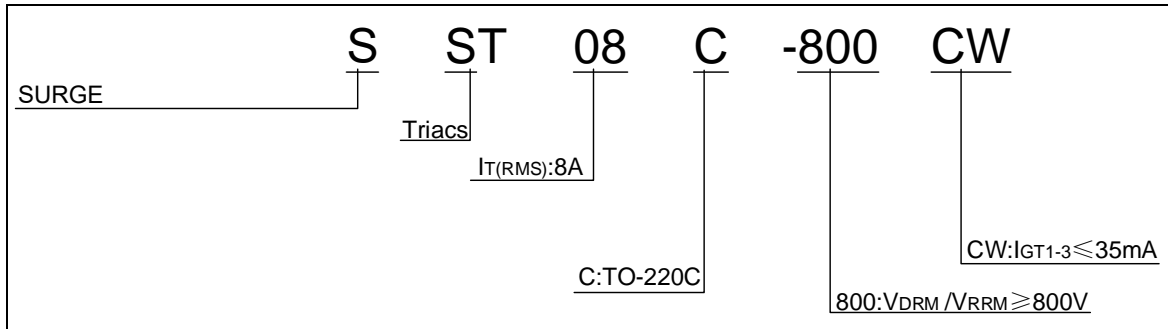 S ST 08 C -800 CW
SURGE
Triacs
IT(RMS):8A
CW:IGT1-3≤35mA
C:TO-220C
800:VDRM /VRRM≥800V